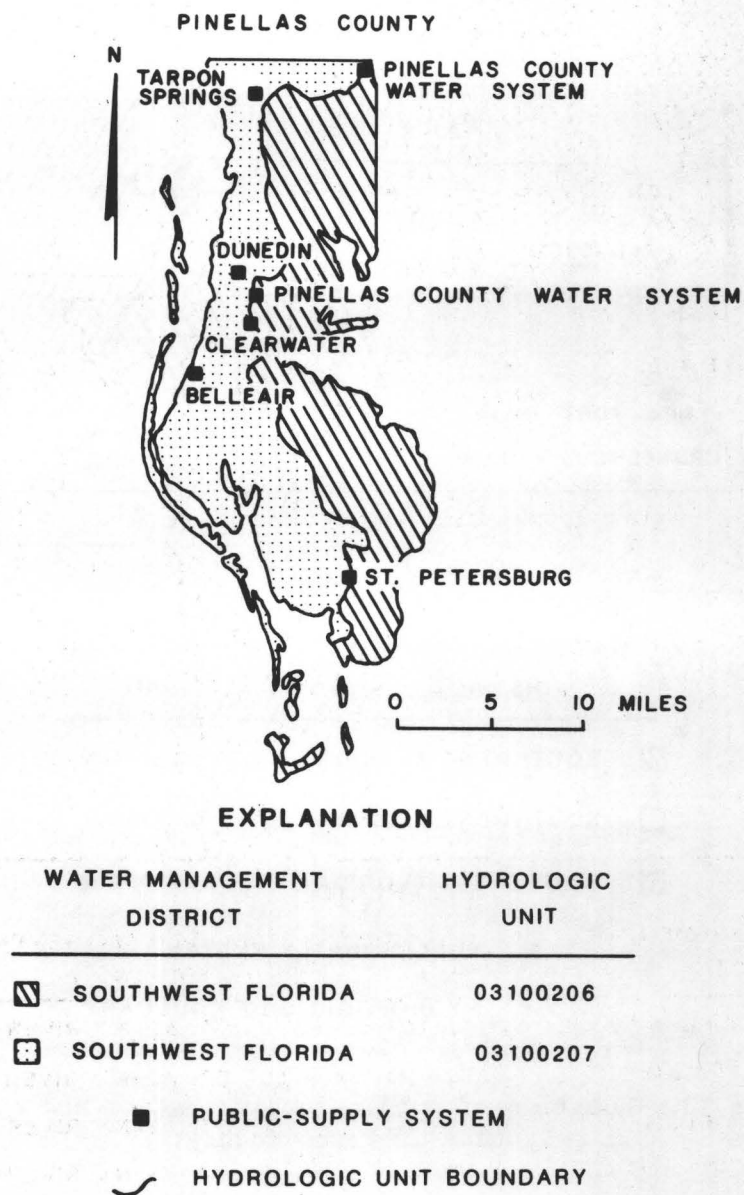 PINELLAS COUNTY
N
TARPON
SPRINGS
PINELLAS COUNTY
WATER SYSTEM
DUNEDIN
PINELLAS COUNTY WATER SYSTEM
CLEARWATER
BELLEAIR
ST. PETERSBURG
0 5 10 MILES
EXPLANATION
WATER MANAGEMENT HYDROLOGIC
DISTRICT UNIT
SOUTHWEST FLORIDA 03100206
SOUTHWEST FLORIDA 03100207
PUBLIC-SUPPLY SYSTEM
HYDROLOGIC UNIT BOUNDARY